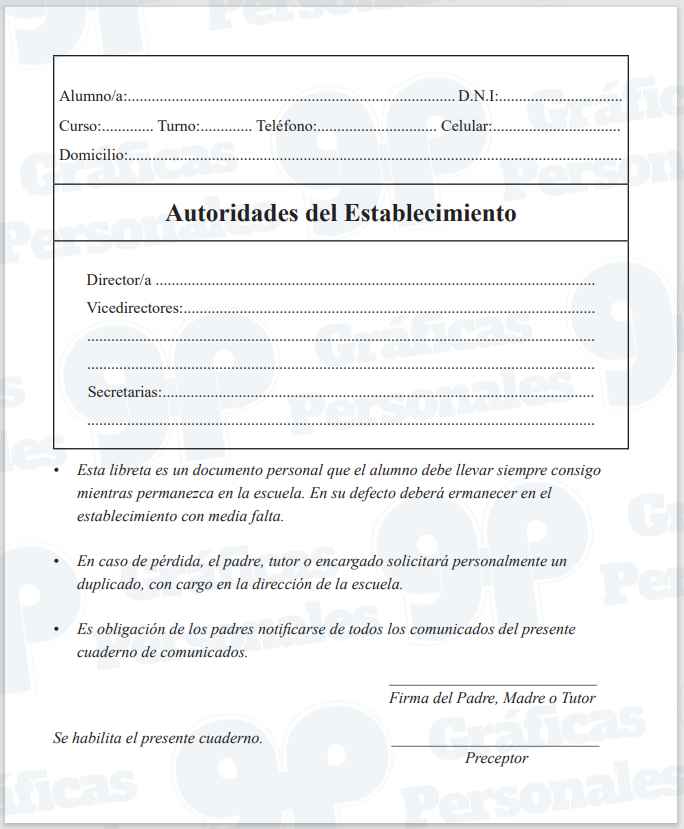 Alumno/a:.................................................................................. D.N.I:...............................
Curso:............. Turno:............. Teléfono:.............................. Celular:................................
Domicilio:............................................................................................................................
Autoridades del Establecimiento
Director/a ..............................................................................................................
Vicedirectores:.......................................................................................................
...............................................................................................................................
...............................................................................................................................
Secretarias:............................................................................................................
...............................................................................................................................
• Esta libreta es un documento personal que el alumno debe llevar siempre consigo
mientras permanezca en la escuela. En su defecto deberá ermanecer en el
establecimiento con media falta.
• En caso de pérdida, el padre, tutor o encargado solicitará personalmente un
duplicado, con cargo en la dirección de la escuela.
• Es obligación de los padres notificarse de todos los comunicados del presente
cuaderno de comunicados.
Firma del Padre, Madre o Tutor
Se habilita el presente cuaderno.
Preceptor
gp Gráficas
Personales